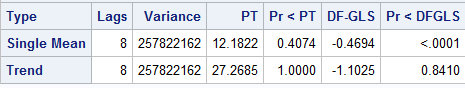 Type Lags Variance PT Pr < PT DF-GLS Pr < DFGLS
Single Mean 8 257822162 12.1822 0.4074 -0.4694 <.0001
Trend 8 257822162 27.2685 1.0000 -1.1025 0.8410